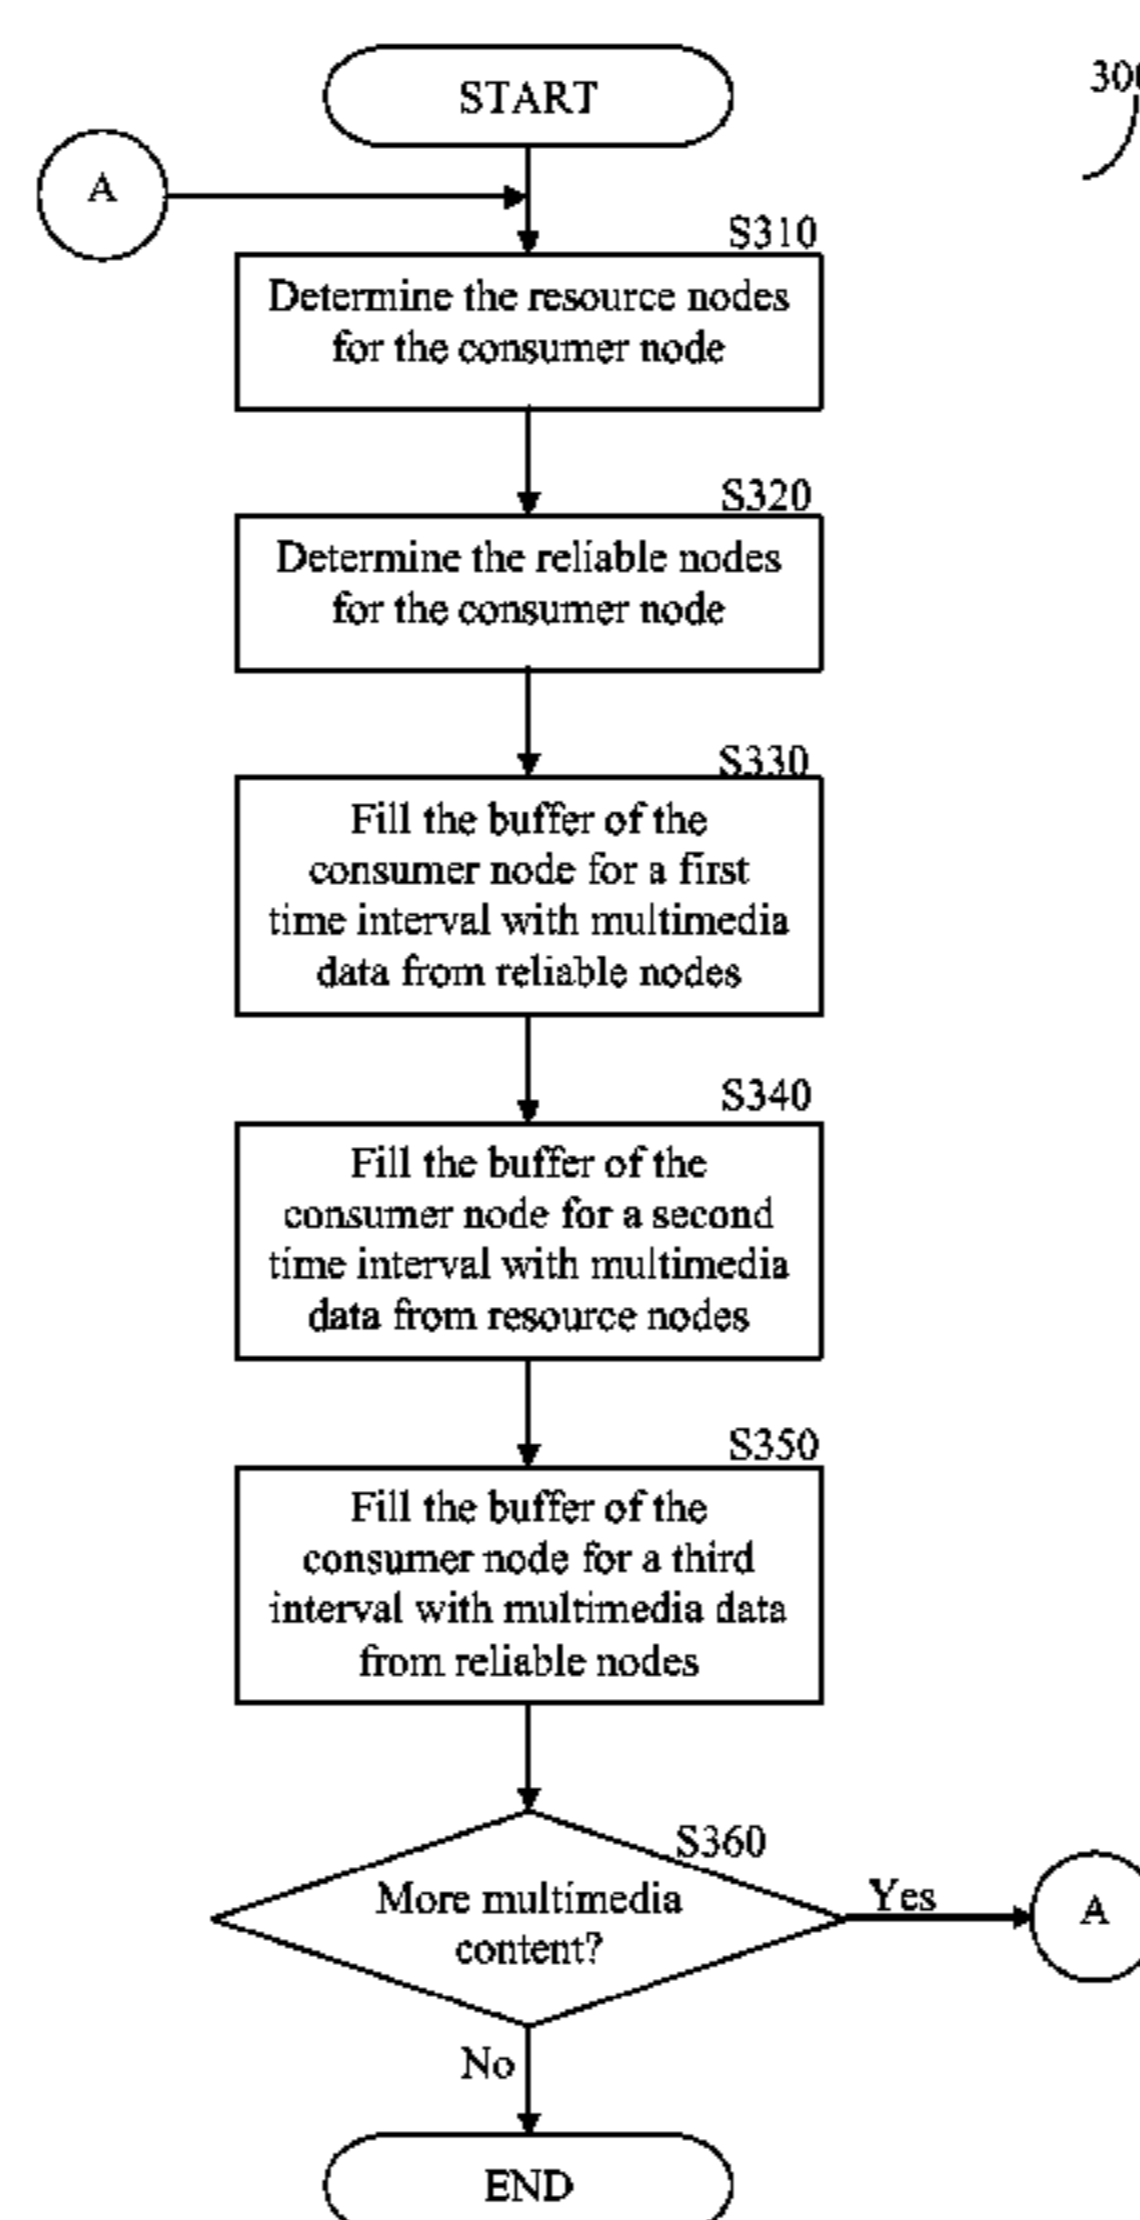 START
300
A
S310
Determine the resource nodes
for the consumer node
S320
Determine the reliable nodes
for the consumer node
S330
Fill the buffer of the
consumer node for a first
time interval with multimedia
data from reliable nodes
S340
Fill the buffer of the
consumer node for a second
time interval with multimedia
data from resource nodes
S350
Fill the buffer of the
consumer node for a third
interval with multimedia data
from reliable nodes
S360
More multimedia
content?
Yes
A
No
END